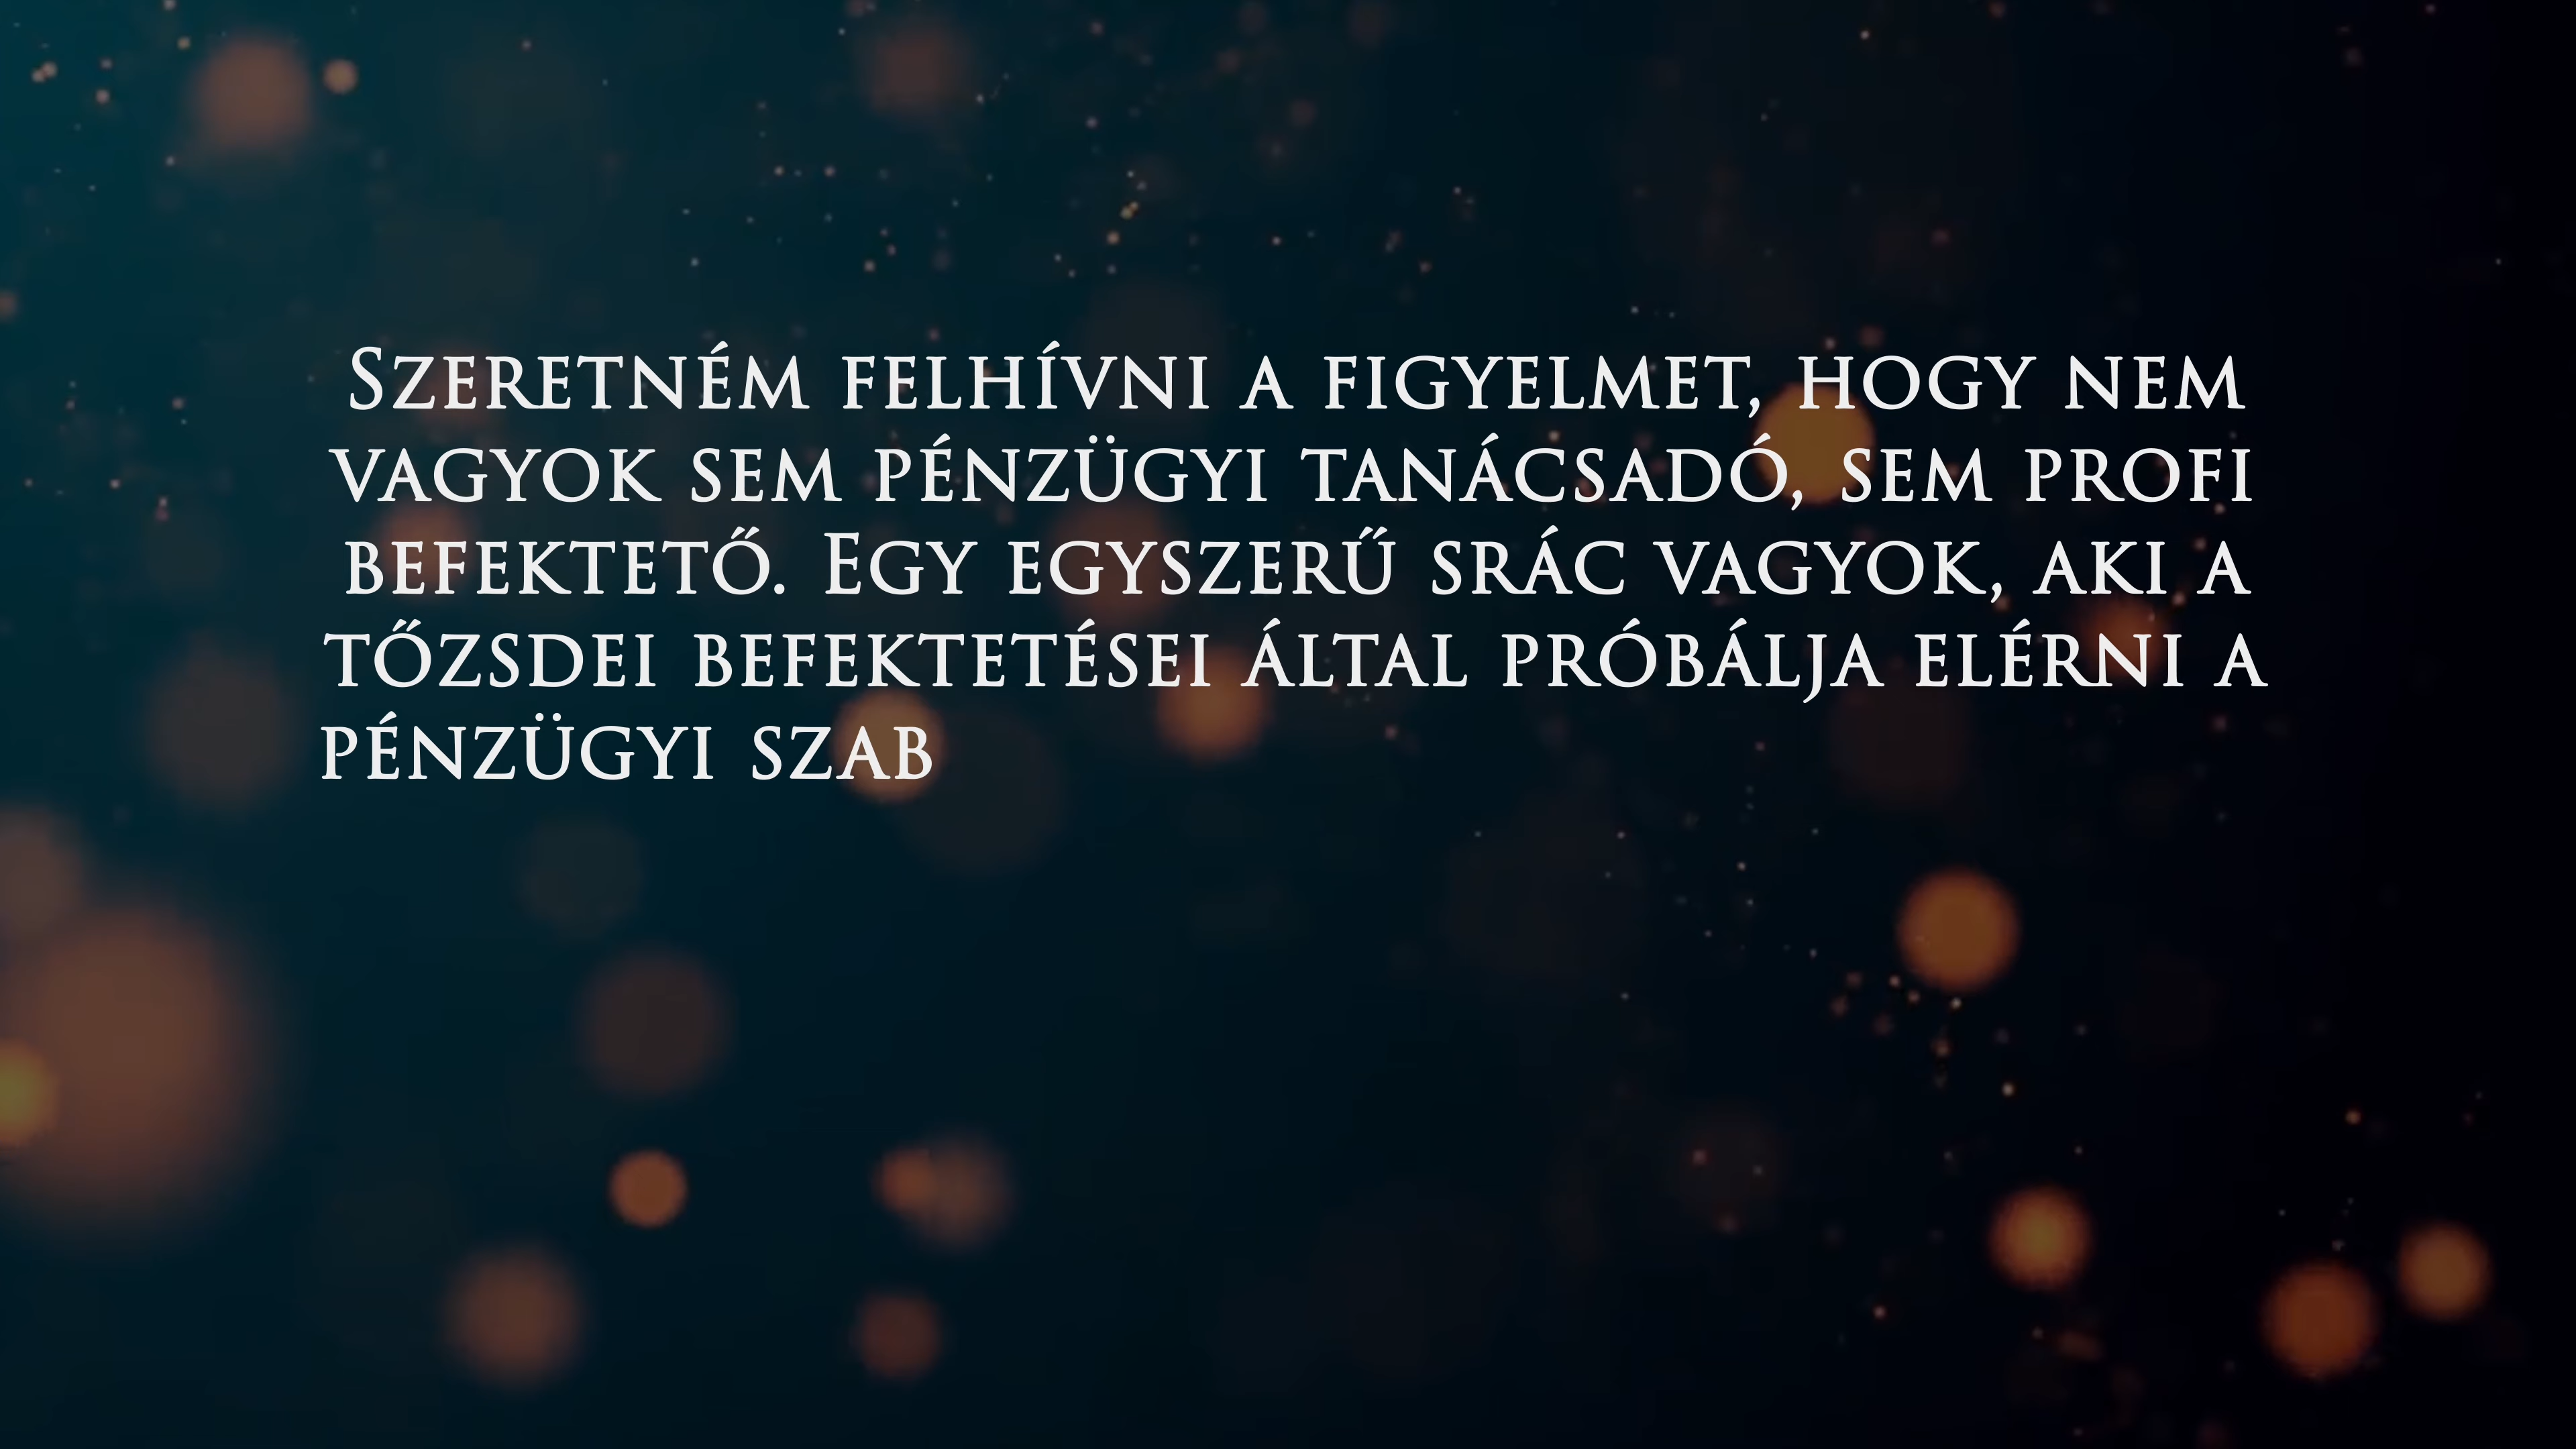 Szeretném felhívni a figyelmet, hogy nem
vagyok sem pénzügyi tanácsadó, sem profi
befektető. Egy egyszerű srác vagyok, aki a
tőzsdei befektetései által próbálja elérni a
pénzügyi szab